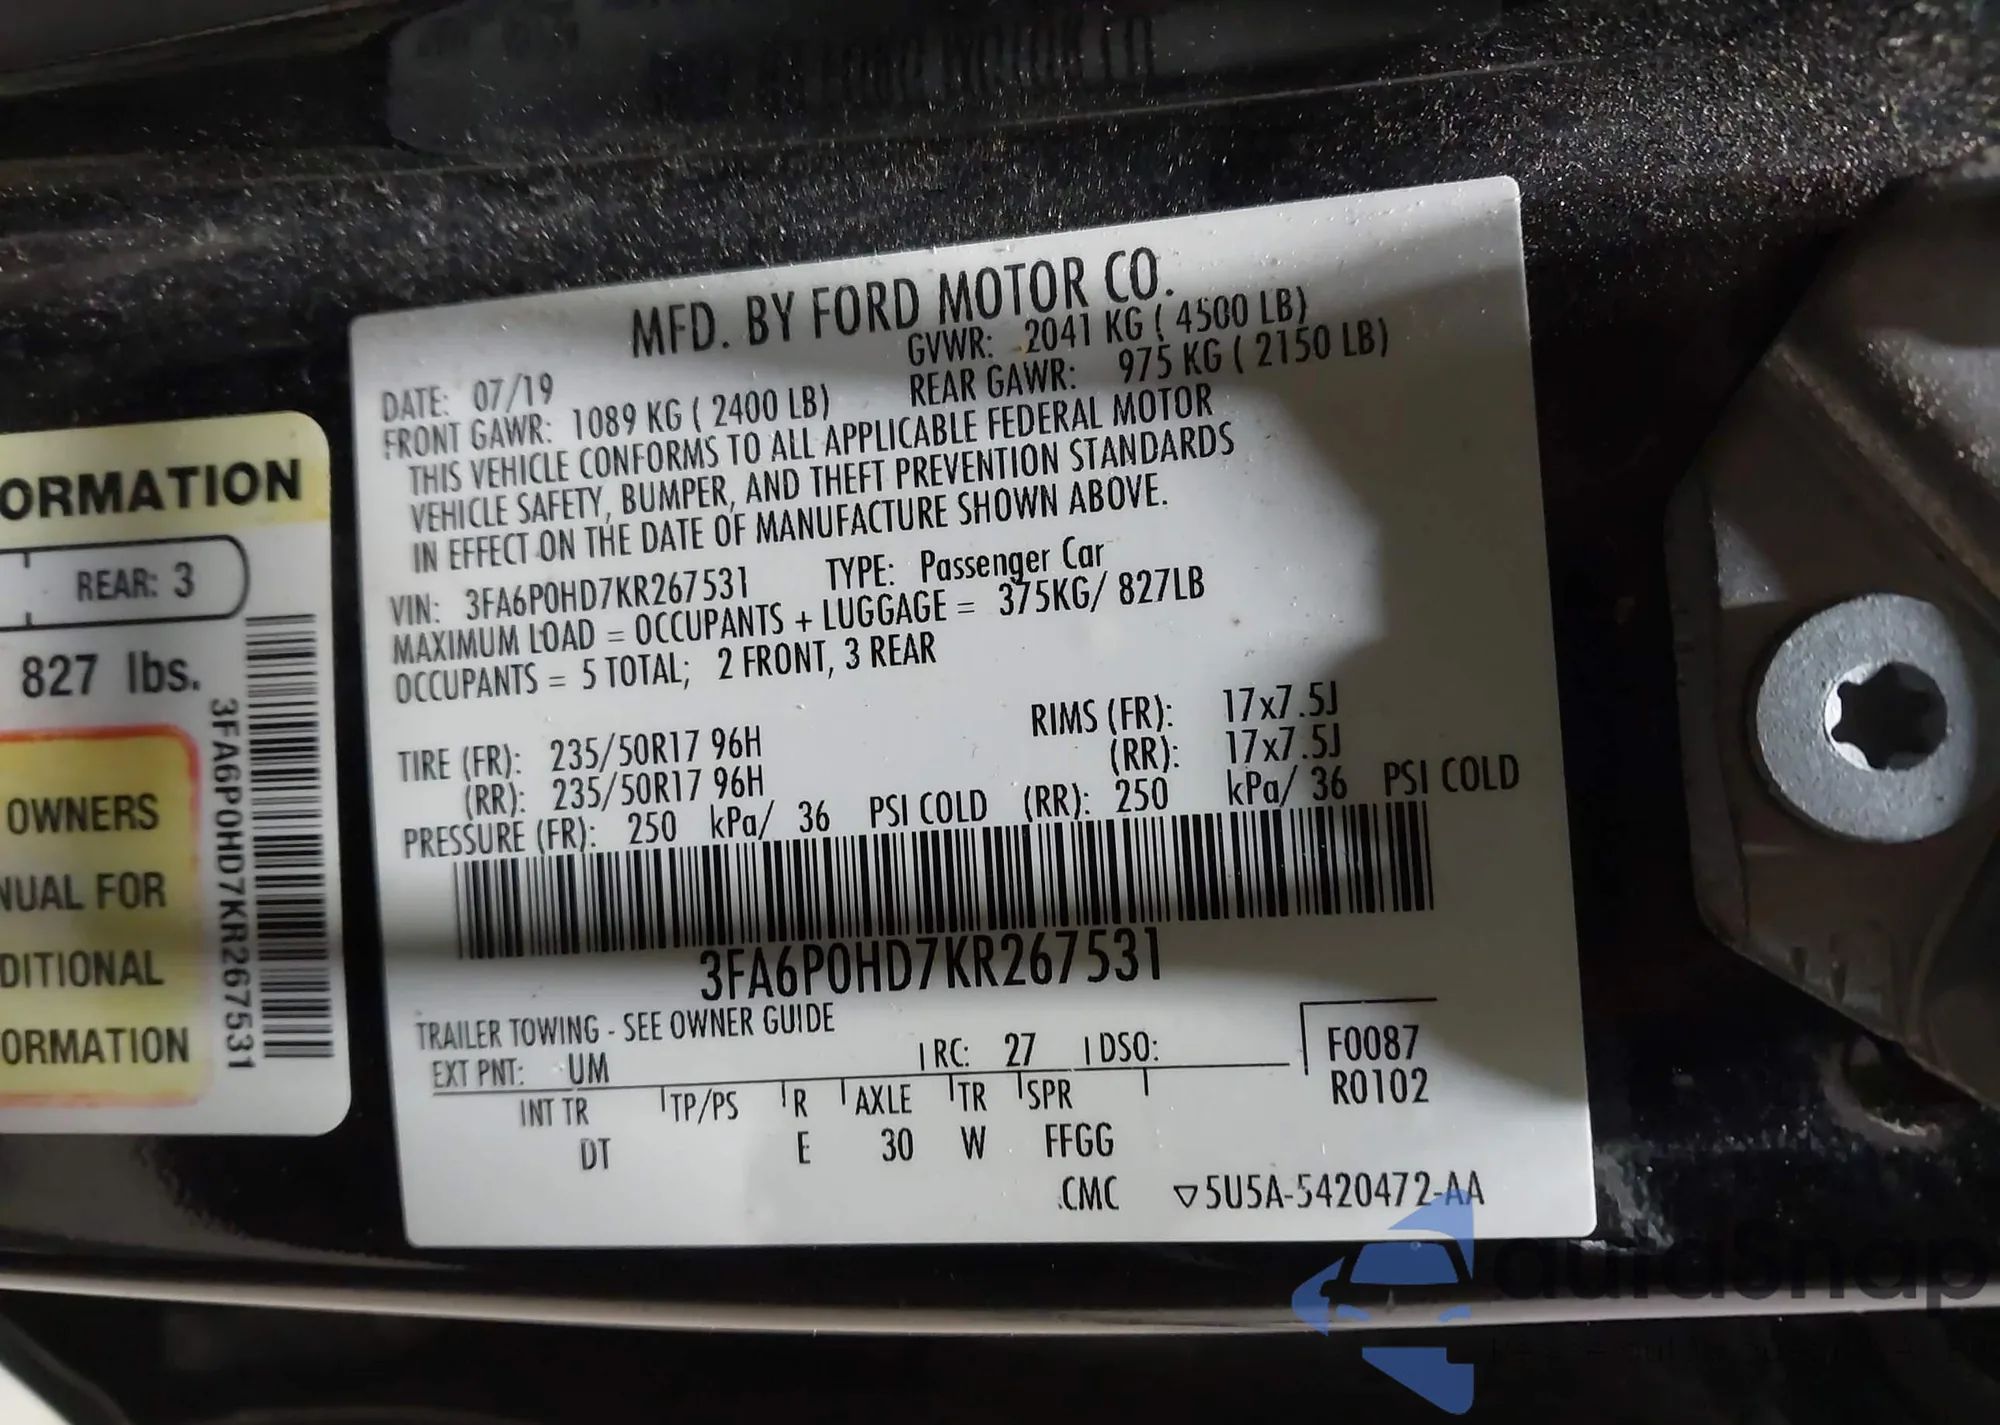 MFD. BY FORD MOTOR CO.
DATE: 07/19 GVWR: 2041 KG ( 4500 LB)
FRONT GAWR: 1089 KG ( 2400 LB) REAR GAWR: 975 KG ( 2150 LB)
THIS VEHICLE CONFORMS TO ALL APPLICABLE FEDERAL MOTOR
VEHICLE SAFETY, BUMPER, AND THEFT PREVENTION STANDARDS
IN EFFECT ON THE DATE OF MANUFACTURE SHOWN ABOVE.
VIN: 3FA6P0HD7KR267531 TYPE: Passenger Car
MAXIMUM LOAD = OCCUPANTS + LUGGAGE = 375KG/ 827LB
OCCUPANTS = 5 TOTAL; 2 FRONT, 3 REAR
TIRE (FR): 235/50R17 96H RIMS (FR): 17x7.5J
(RR): 235/50R17 96H (RR): 17x7.5J
PRESSURE (FR): 250 kPa/ 36 PSI COLD (RR): 250 kPa/ 36 PSI COLD
3FA6P0HD7KR267531
TRAILER TOWING - SEE OWNER GUIDE
EXT PNT: UM RC: 27 DSO: F0087
R0102
INT TR TP/PS R AXLE TR SPR
DT E 30 W FFGG
CMC ▽5U5A-5420472-AA
ORMATION
REAR: 3
827 lbs.
OWNERS
NUAL FOR
DITIONAL
ORMATION
3FA6P0HD7KR267531